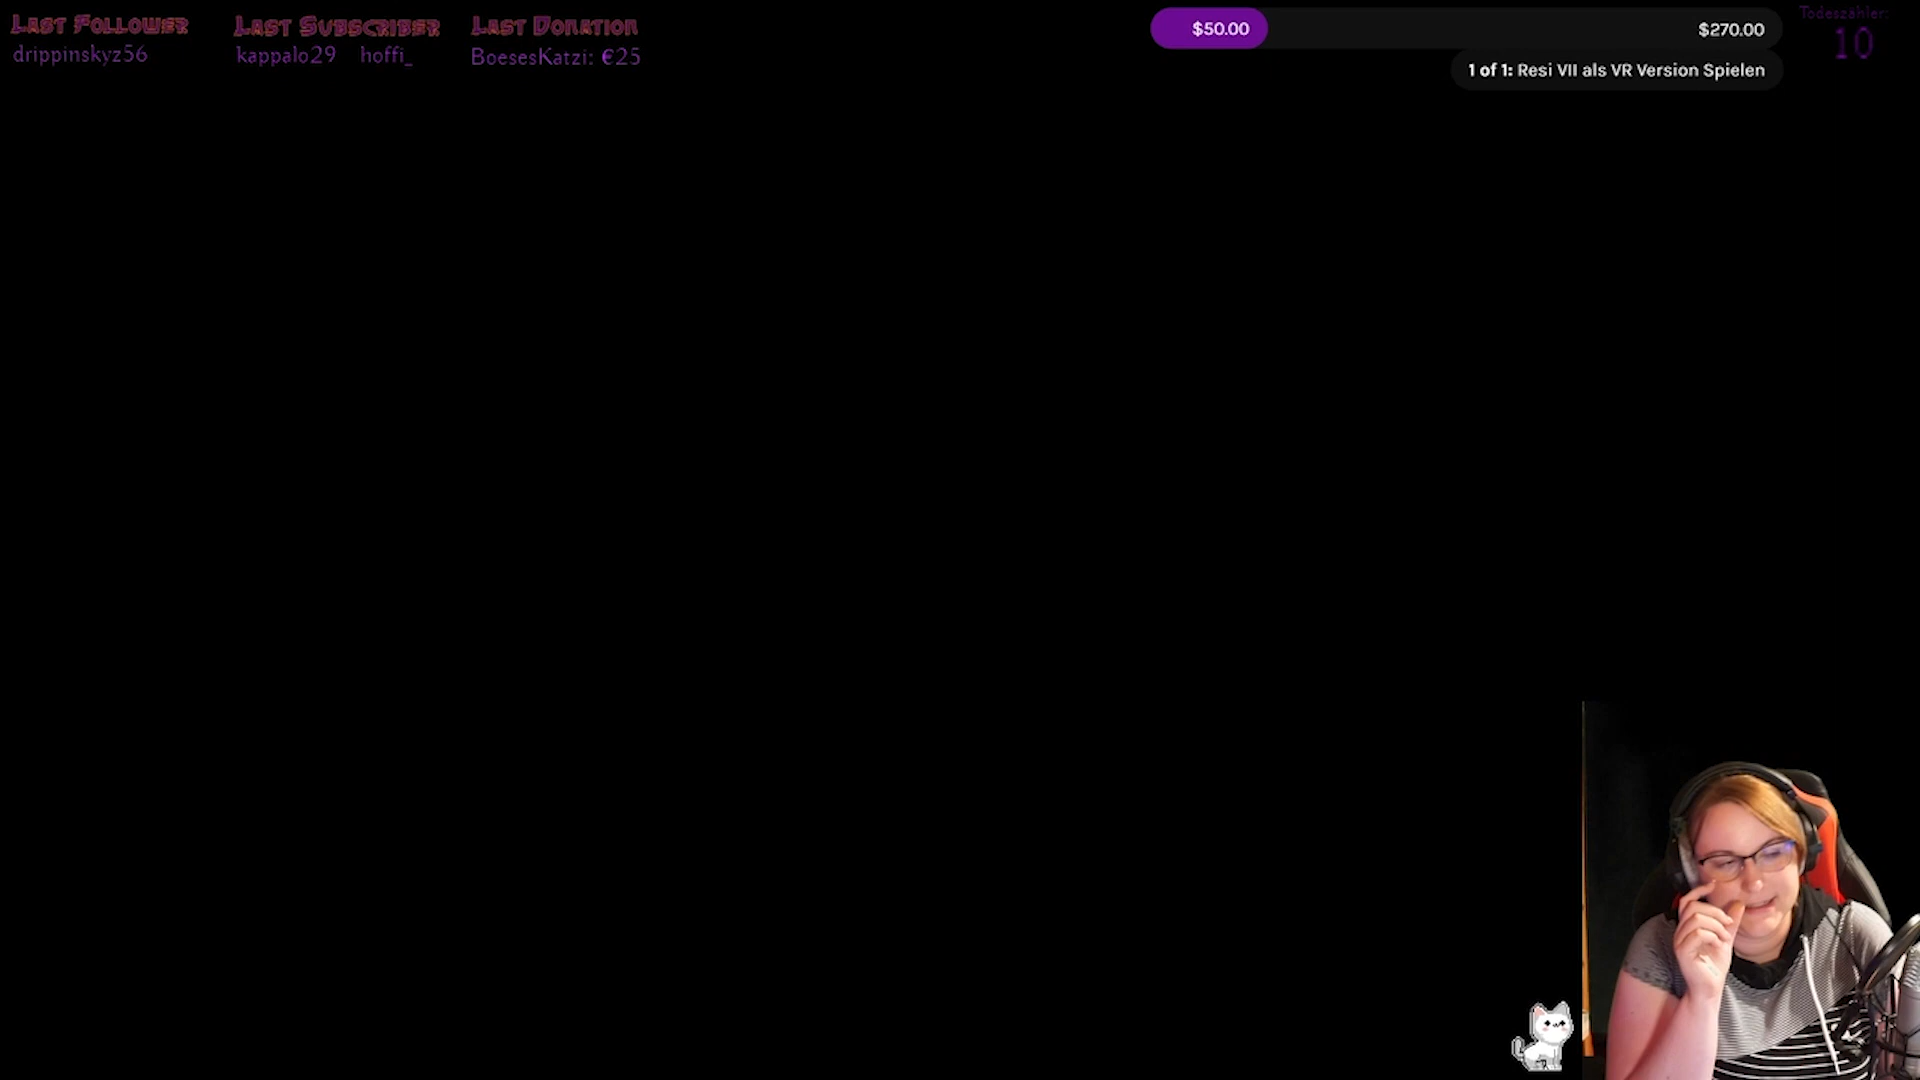 Last Follower
drippinskyz56
Last Subscriber
kappalo29 hoffi_
Last Donation
BoesesKatzi: €25
$50.00
$270.00
1 of 1: Resi VII als VR Version Spielen
Todeszähler:
10